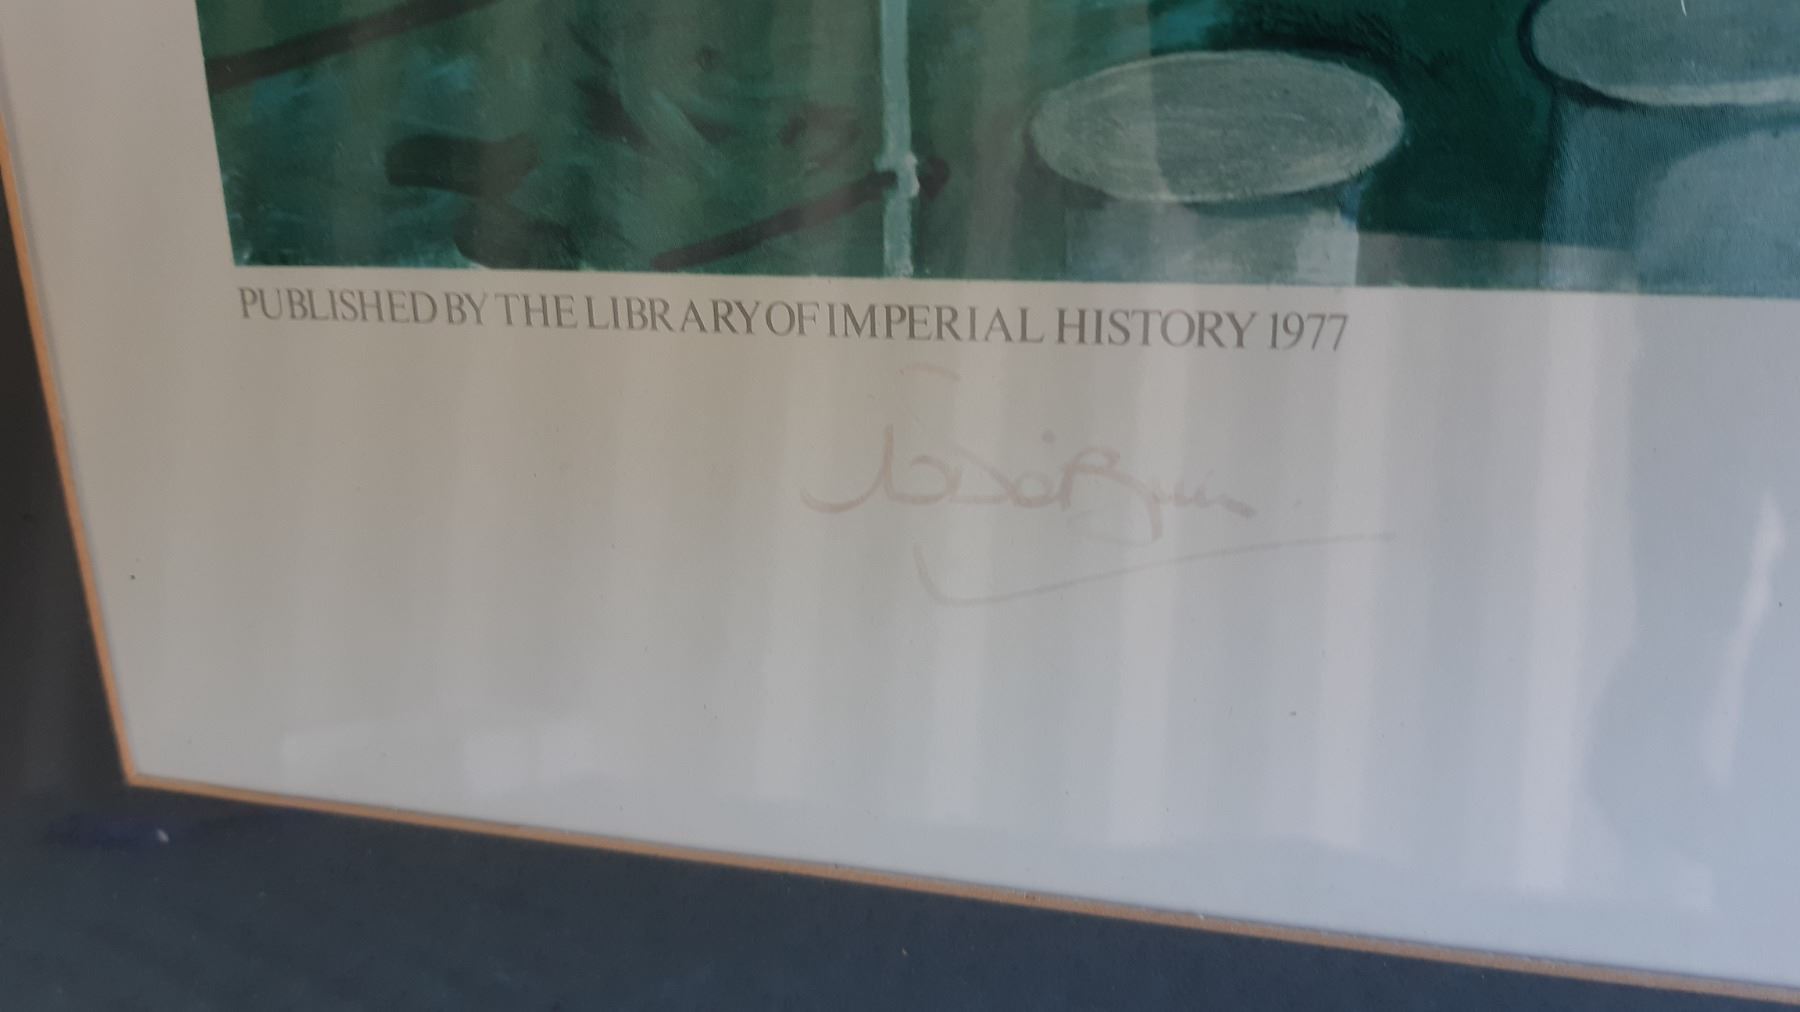 PUBLISHED BY THE LIBRARY OF IMPERIAL HISTORY 1977